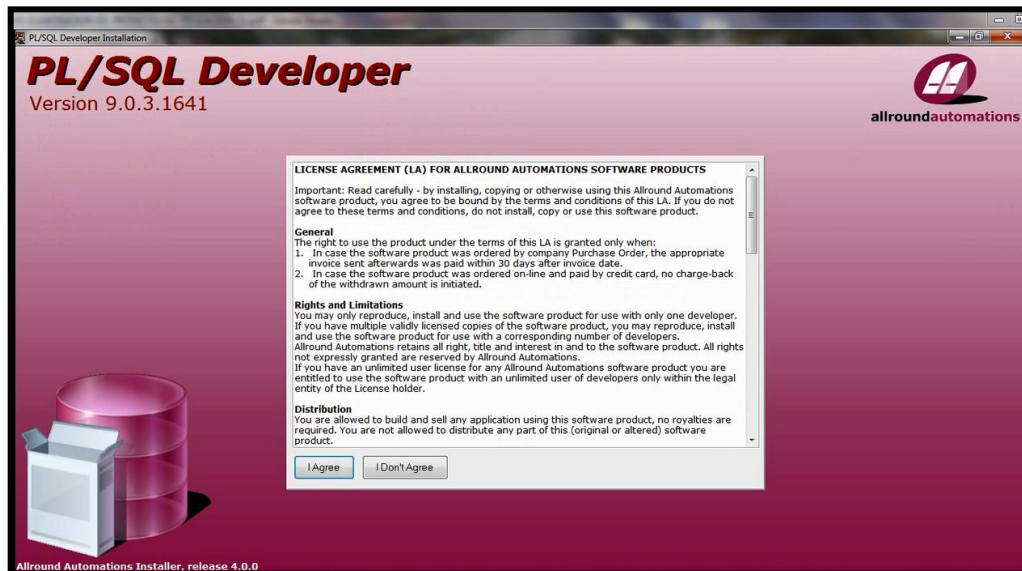 PL/SQL Developer Installation
PL/SQL Developer
Version 9.0.3.1641
allroundautomations
LICENSE AGREEMENT (LA) FOR ALLROUND AUTOMATIONS SOFTWARE PRODUCTS
Important: Read carefully - by installing, copying or otherwise using this Allround Automations
software product, you agree to be bound by the terms and conditions of this LA. If you do not
agree to these terms and conditions, do not install, copy or use this software product.
General
The right to use the product under the terms of this LA is granted only when:
1. In case the software product was ordered by company Purchase Order, the appropriate
invoice sent afterwards was paid within 30 days after invoice date.
2. In case the software product was ordered on-line and paid by credit card, no charge-back
of the withdrawn amount is initiated.
Rights and Limitations
You may only reproduce, install and use the software product for use with only one developer.
If you have multiple validly licensed copies of the software product, you may reproduce, install
and use the software product for use with a corresponding number of developers.
Allround Automations retains all right, title and interest in and to the software product. All rights
not expressly granted are reserved by Allround Automations.
If you have an unlimited user license for any Allround Automations software product you are
entitled to use the software product with an unlimited user of developers only within the legal
entity of the License holder.
Distribution
You are allowed to build and sell any application using this software product, no royalties are
required. You are not allowed to distribute any part of this (original or altered) software
product.
I Agree
I Don't Agree
Allround Automations Installer, release 4.0.0